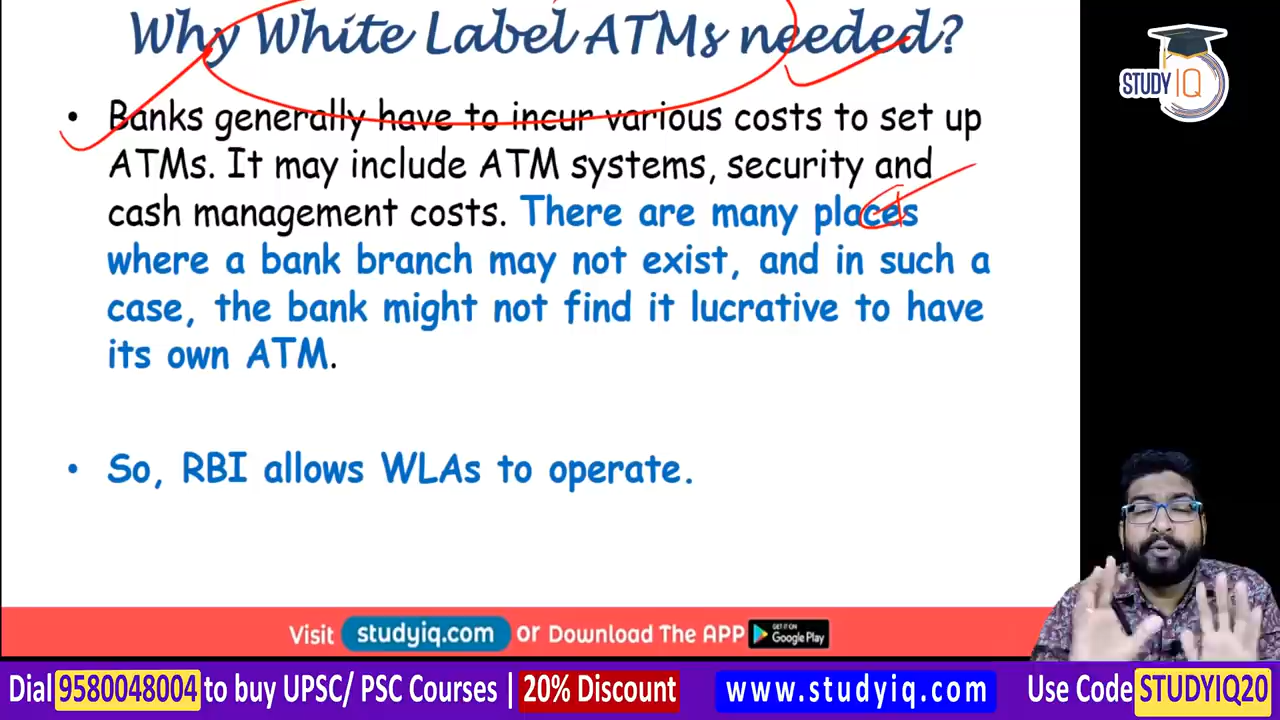 Why White Label ATMs needed?
STUDY IQ
• Banks generally have to incur various costs to set up
ATMs. It may include ATM systems, security and
cash management costs. There are many places
where a bank branch may not exist, and in such a
case, the bank might not find it lucrative to have
its own ATM.
• So, RBI allows WLAs to operate.
Visit studyiq.com or Download The APP GET IT ON Google Play
Dial 9580048004 to buy UPSC/ PSC Courses | 20% Discount www.studyiq.com Use Code STUDYIQ20